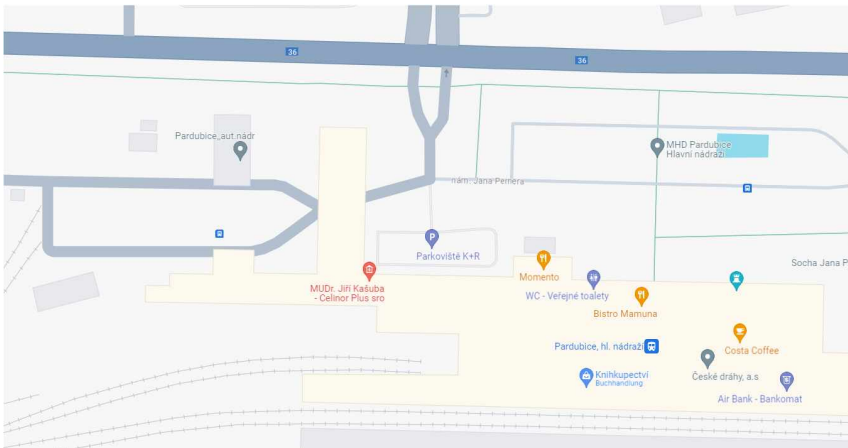 36
36
Pardubice,aut.nádr
MHD Pardubice
Hlavní nádraží
nám. Jana Pernera
Parkoviště K+R
Momento
Socha Jana P
MUDr. Jiří Kašuba
- Celinor Plus sro
WC - Veřejné toalety
Bistro Mamuna
Pardubice, hl. nádraží
Costa Coffee
Knihkupectví
Buchhandlung
České dráhy, a.s.
Air Bank - Bankomat